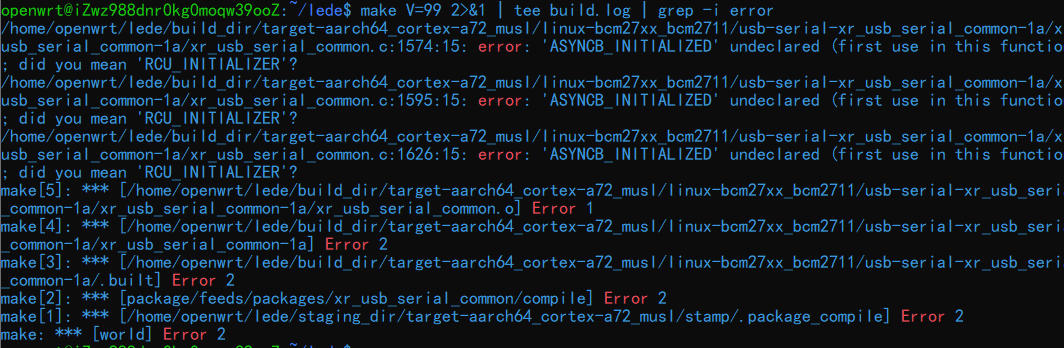 openwrt@iZwz988dnr0kg0moqw39ooZ:~/lede$ make V=99 2>&1 | tee build.log | grep -i error
/home/openwrt/lede/build_dir/target-aarch64_cortex-a72_musl/linux-bcm27xx_bcm2711/usb-serial-xr_usb_serial_common-1a/x
usb_serial_common-1a/xr_usb_serial_common.c:1574:15: error: 'ASYNCB_INITIALIZED' undeclared (first use in this functio
; did you mean 'RCU_INITIALIZER'?
/home/openwrt/lede/build_dir/target-aarch64_cortex-a72_musl/linux-bcm27xx_bcm2711/usb-serial-xr_usb_serial_common-1a/x
usb_serial_common-1a/xr_usb_serial_common.c:1595:15: error: 'ASYNCB_INITIALIZED' undeclared (first use in this functio
; did you mean 'RCU_INITIALIZER'?
/home/openwrt/lede/build_dir/target-aarch64_cortex-a72_musl/linux-bcm27xx_bcm2711/usb-serial-xr_usb_serial_common-1a/x
usb_serial_common-1a/xr_usb_serial_common.c:1626:15: error: 'ASYNCB_INITIALIZED' undeclared (first use in this functio
; did you mean 'RCU_INITIALIZER'?
make[5]: *** [/home/openwrt/lede/build_dir/target-aarch64_cortex-a72_musl/linux-bcm27xx_bcm2711/usb-serial-xr_usb_seri
_common-1a/xr_usb_serial_common-1a/xr_usb_serial_common.o] Error 1
make[4]: *** [/home/openwrt/lede/build_dir/target-aarch64_cortex-a72_musl/linux-bcm27xx_bcm2711/usb-serial-xr_usb_seri
_common-1a/xr_usb_serial_common-1a] Error 2
make[3]: *** [/home/openwrt/lede/build_dir/target-aarch64_cortex-a72_musl/linux-bcm27xx_bcm2711/usb-serial-xr_usb_seri
_common-1a/.built] Error 2
make[2]: *** [package/feeds/packages/xr_usb_serial_common/compile] Error 2
make[1]: *** [/home/openwrt/lede/staging_dir/target-aarch64_cortex-a72_musl/stamp/.package_compile] Error 2
make: *** [world] Error 2